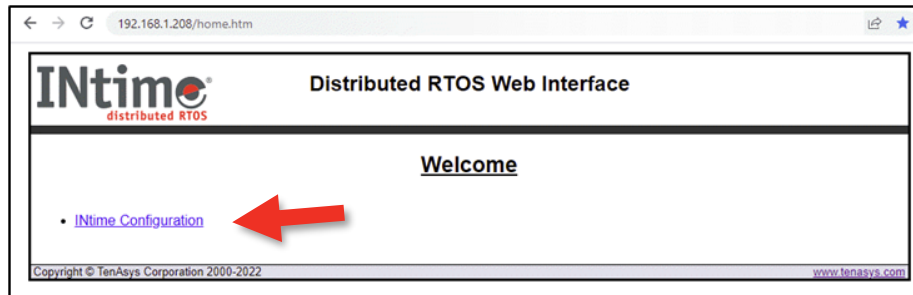 192.168.1.208/home.htm
INtime®
distributed RTOS
Distributed RTOS Web Interface
Welcome
• INtime Configuration
Copyright © TenAsys Corporation 2000-2022
www.tenasys.com